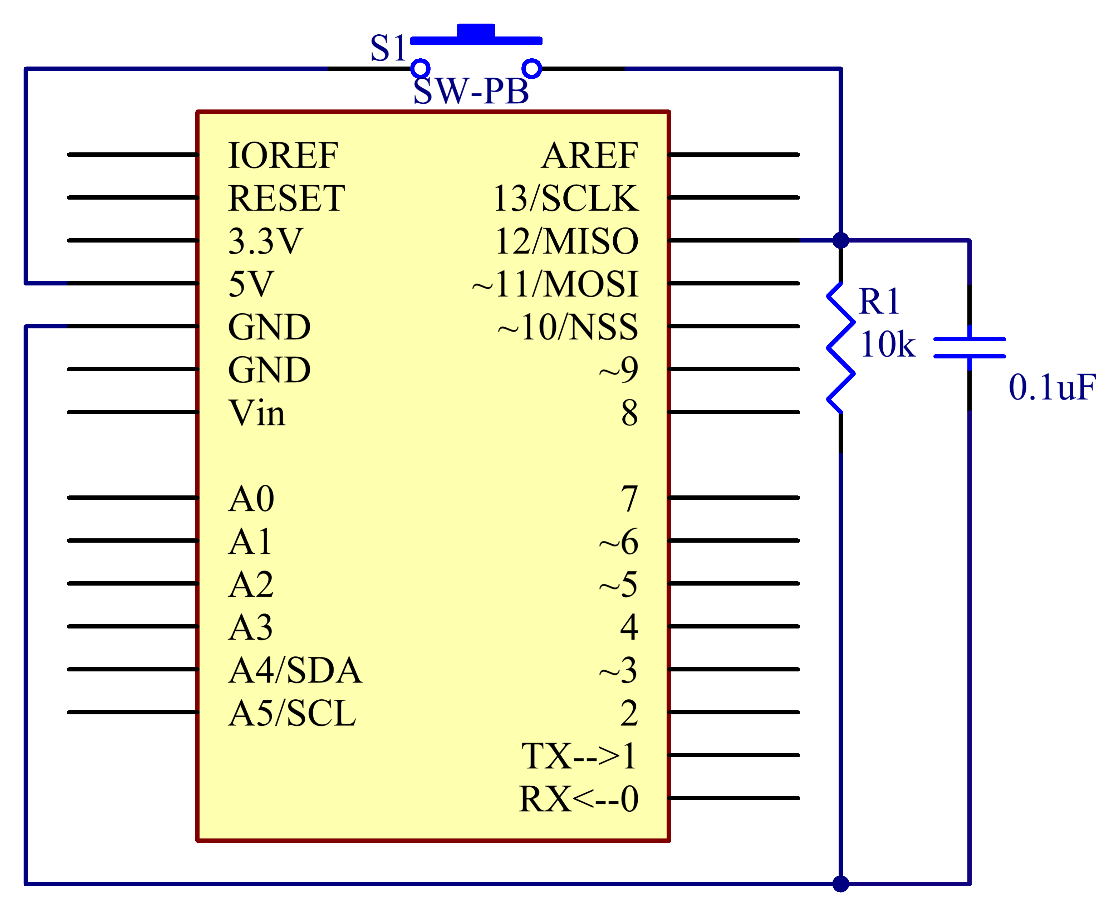 S1
SW-PB
IOREF
RESET
3.3V
5V
GND
GND
Vin
A0
A1
A2
A3
A4/SDA
A5/SCL
AREF
13/SCLK
12/MISO
~11/MOSI
~10/NSS
~9
8
7
~6
~5
4
~3
2
TX-->1
RX<--0
R1
10k
0.1uF